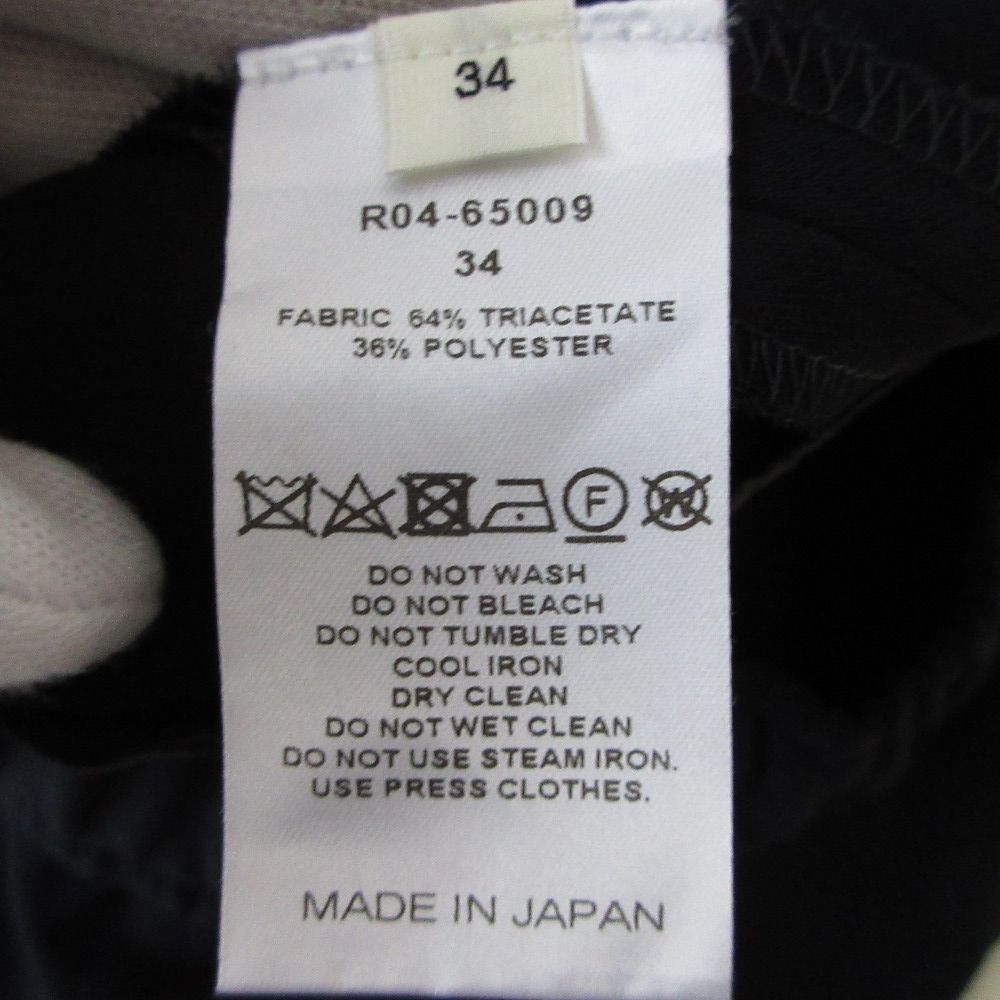 34
R04-65009
34
FABRIC 64% TRIACETATE
36% POLYESTER
F W
DO NOT WASH
DO NOT BLEACH
DO NOT TUMBLE DRY
COOL IRON
DRY CLEAN
DO NOT WET CLEAN
DO NOT USE STEAM IRON.
USE PRESS CLOTHES.
MADE IN JAPAN